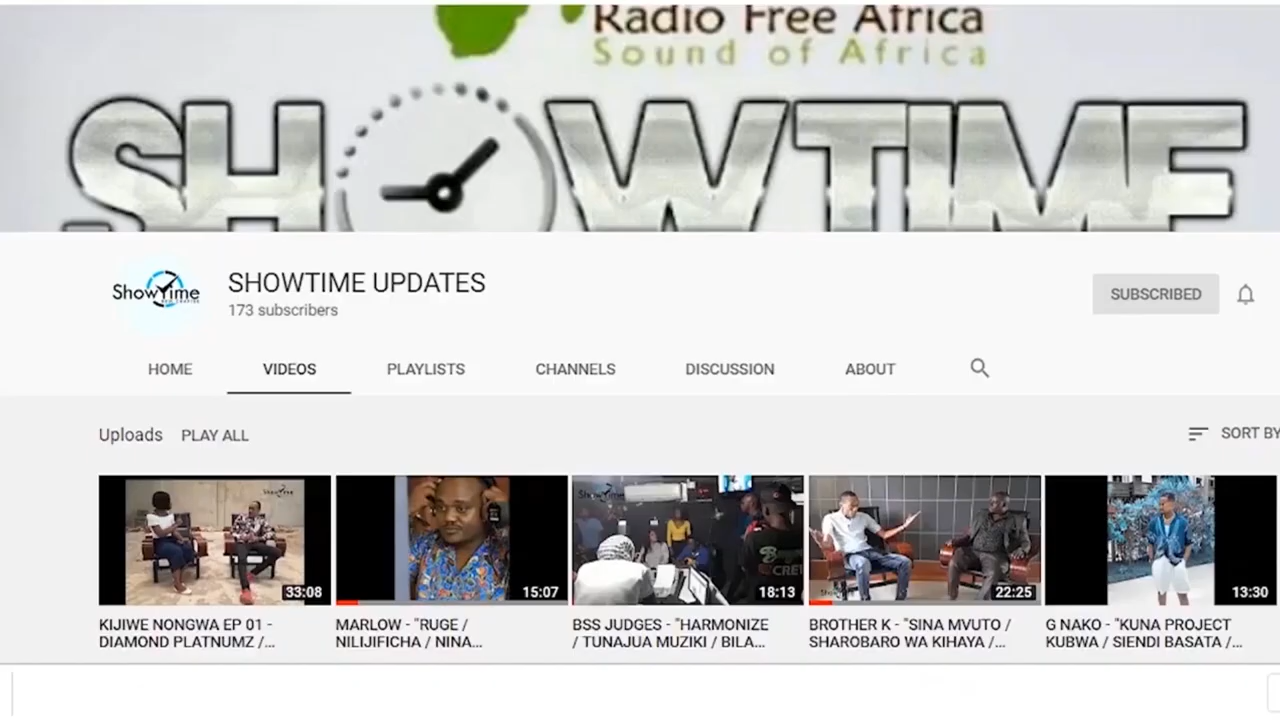 Radio Free Africa
Sound of Africa
SHOWTIME
ShowTime
SHOWTIME UPDATES
173 subscribers
SUBSCRIBED
HOME VIDEOS PLAYLISTS CHANNELS DISCUSSION ABOUT
Uploads PLAY ALL
SORT BY
ShowTime
33:08
15:07
ShowTime
CREW
18:13
22:25
13:30
KIJIWE NONGWA EP 01 -
DIAMOND PLATNUMZ /...
MARLOW - "RUGE /
NILIJIFICHA / NINA...
BSS JUDGES - "HARMONIZE
/ TUNAJUA MUZIKI / BILA...
BROTHER K - "SINA MVUTO /
SHAROBARO WA KIHAYA /...
G NAKO - "KUNA PROJECT
KUBWA / SIENDI BASATA /...